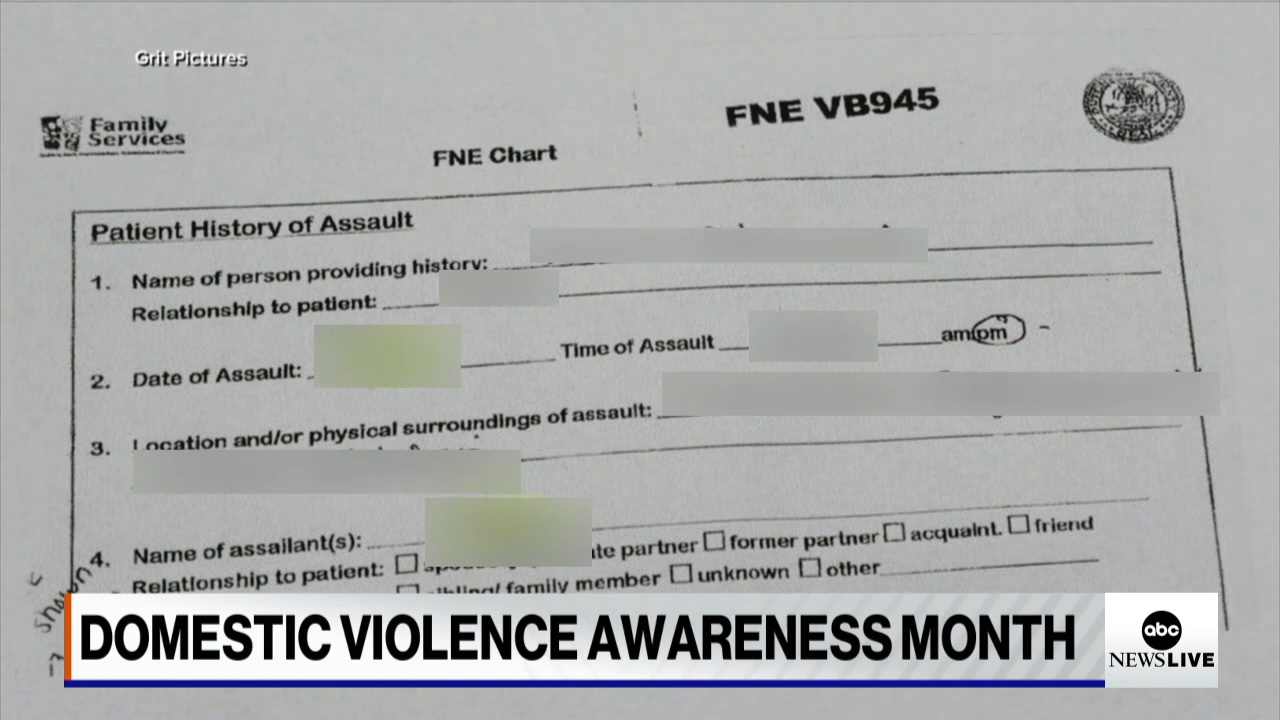 Grit Pictures
FNE VB945
Family
Services
FNE Chart
Patient History of Assault
1. Name of person providing history:
Relationship to patient:
2. Date of Assault:
Time of Assault am pm
3. Location and/or physical surroundings of assault:
4. Name of assailant(s):
Relationship to patient: partner former partner acquaint. friend
family member unknown other
DOMESTIC VIOLENCE AWARENESS MONTH
abc
NEWS LIVE